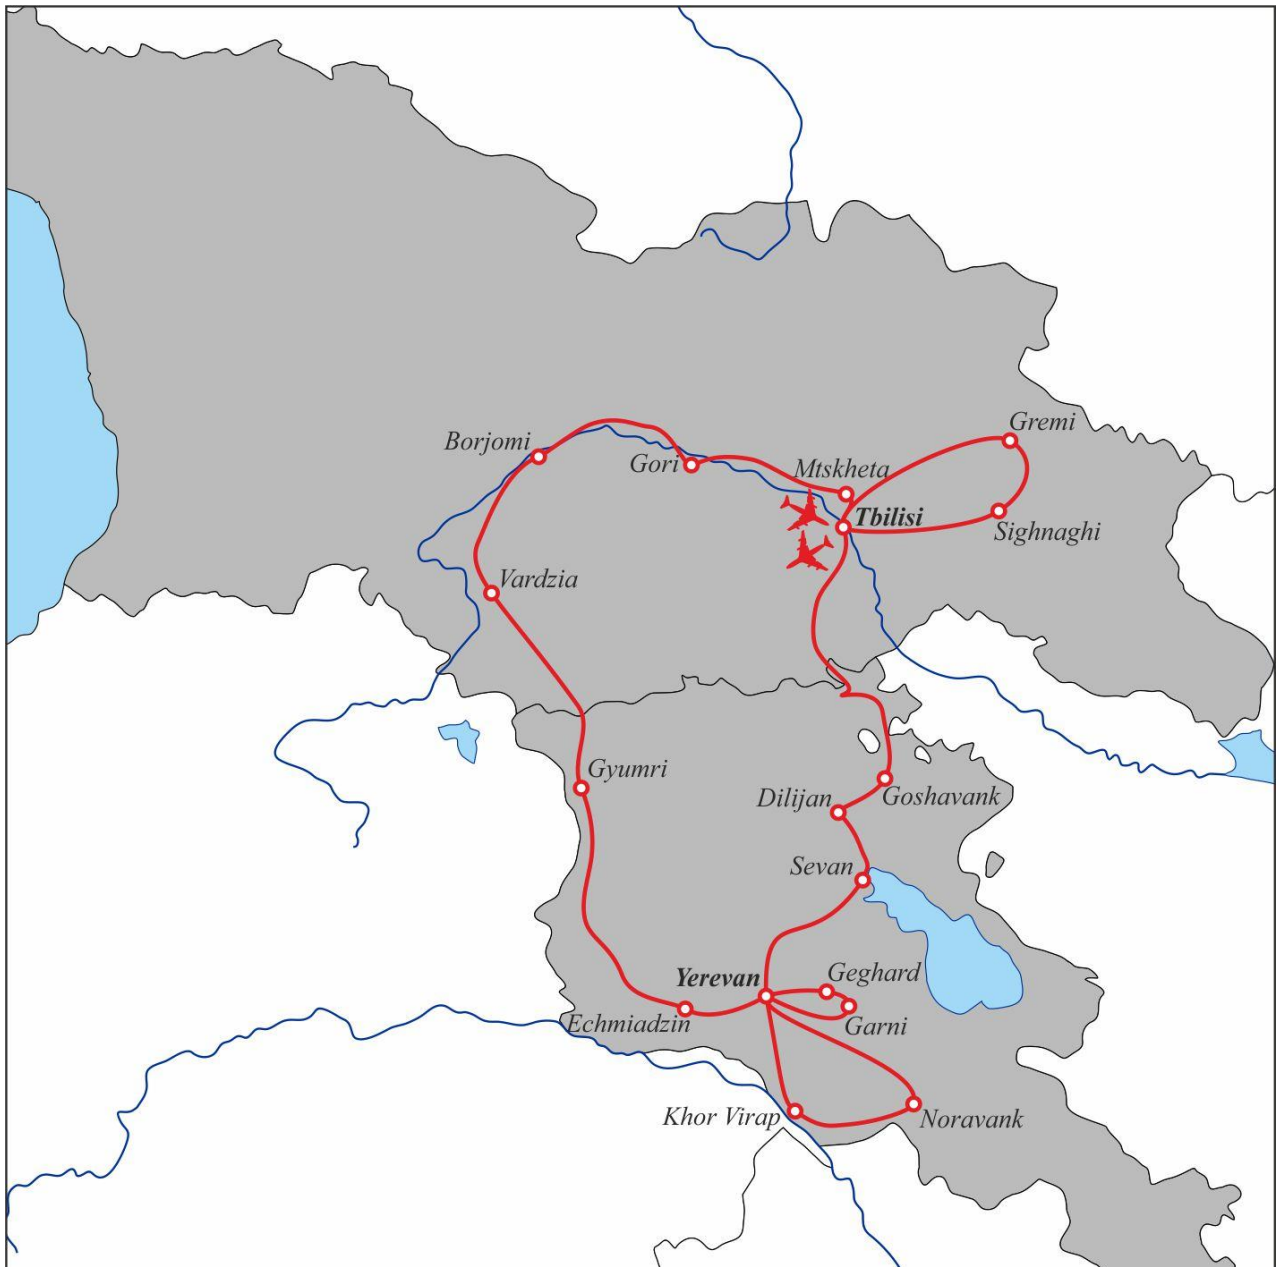 Gremi
Borjomi
Gori
Mtskheta
Tbilisi
Sighnaghi
Vardzia
Gyumri
Dilijan
Goshavank
Sevan
Yerevan
Geghard
Echmiadzin
Garni
Khor Virap
Noravank